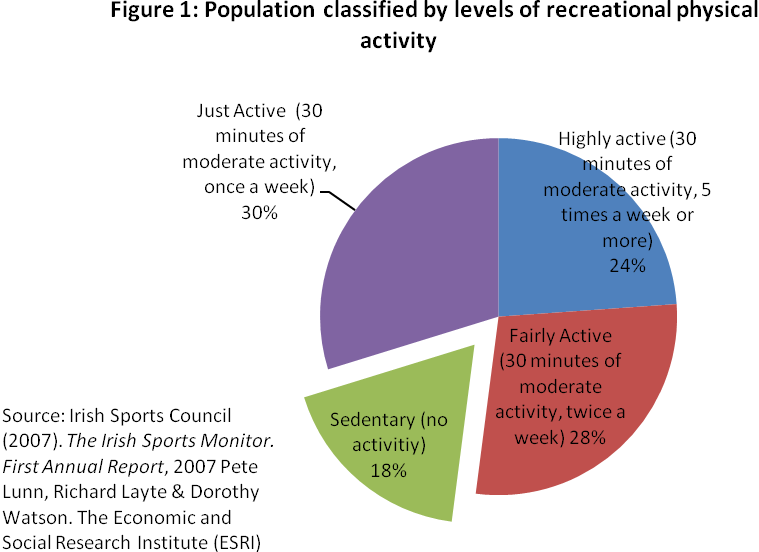 Figure 1: Population classified by levels of recreational physical
activity
Just Active (30
minutes of
moderate activity,
once a week)
30%
Highly active (30
minutes of
moderate activity, 5
times a week or
more)
24%
Fairly Active
(30 minutes of
moderate
activity, twice a
week) 28%
Sedentary (no
activitiy)
18%
Source: Irish Sports Council
(2007). The Irish Sports Monitor.
First Annual Report, 2007 Pete
Lunn, Richard Layte & Dorothy
Watson. The Economic and
Social Research Institute (ESRI)